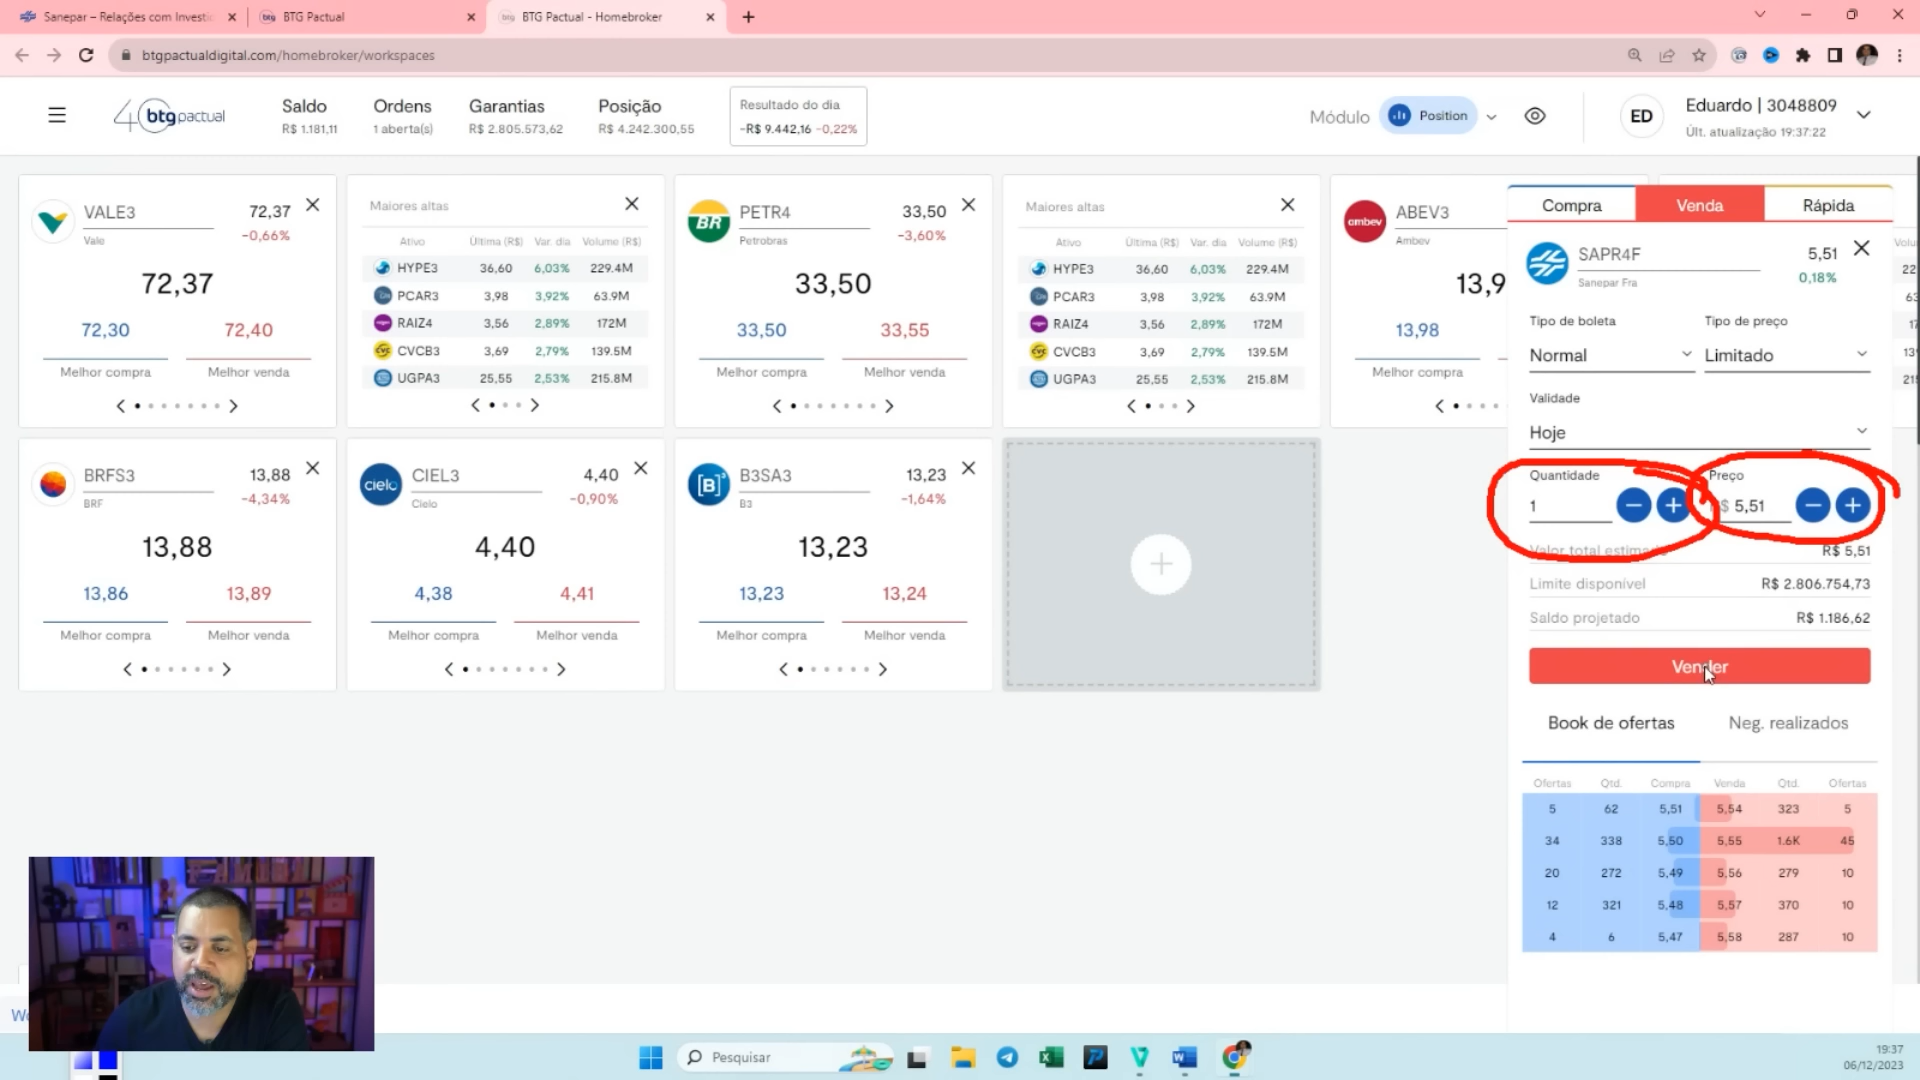 Sanepar – Relações com Investi
BTG Pactual
BTG Pactual - Homebroker
btgpactualdigital.com/homebroker/workspaces
40 btg pactual
Saldo
R$ 1.181,11
Ordens
1 aberta(s)
Garantias
R$ 2.805.573,62
Posição
R$ 4.242.300,55
Resultado do dia
-R$ 9.442,16 -0,22%
Módulo
Position
ED
Eduardo | 3048809
Últ. atualização 19:37:22
VALE3
Vale
72,37
-0,66%
72,37
72,30
72,40
Melhor compra
Melhor venda
Maiores altas
Ativo Última (R$) Var. dia Volume (R$)
HYPE3 36,60 6,03% 229.4M
PCAR3 3,98 3,92% 63.9M
RAIZ4 3,56 2,89% 172M
CVCB3 3,69 2,79% 139.5M
UGPA3 25,55 2,53% 215.8M
BR
PETR4
Petrobras
33,50
-3,60%
33,50
33,50
33,55
Melhor compra
Melhor venda
Maiores altas
Ativo Última (R$) Var. dia Volume (R$)
HYPE3 36,60 6,03% 229.4M
PCAR3 3,98 3,92% 63.9M
RAIZ4 3,56 2,89% 172M
CVCB3 3,69 2,79% 139.5M
UGPA3 25,55 2,53% 215.8M
ambev
ABEV3
Ambev
13,9
13,98
Melhor compra
BRFS3
BRF
13,88
-4,34%
13,88
13,86
13,89
Melhor compra
Melhor venda
cielo
CIEL3
Cielo
4,40
-0,90%
4,40
4,38
4,41
Melhor compra
Melhor venda
[B]³
B3SA3
B3
13,23
-1,64%
13,23
13,23
13,24
Melhor compra
Melhor venda
Compra
Venda
Rápida
SAPR4F
Sanepar Fra
5,51
0,18%
Tipo de boleta
Normal
Tipo de preço
Limitado
Validade
Hoje
Quantidade
1
Preço
R$ 5,51
Valor total estimado R$ 5,51
Limite disponível R$ 2.806.754,73
Saldo projetado R$ 1.186,62
Vender
Book de ofertas
Neg. realizados
Ofertas Qtd. Compra Venda Qtd. Ofertas
5 62 5,51 5,54 323 5
34 338 5,50 5,55 1.6K 45
20 272 5,49 5,56 279 10
12 321 5,48 5,57 370 10
4 6 5,47 5,58 287 10
Pesquisar
19:37
06/12/2023